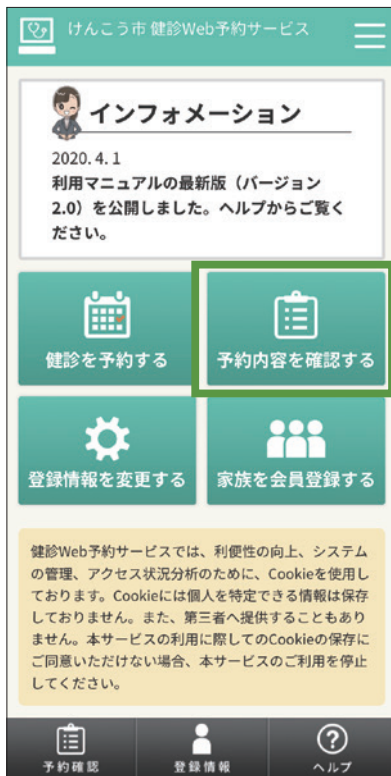 けんこう市 健診Web予約サービス
インフォメーション
2020.4.1
利用マニュアルの最新版（バージョン
2.0）を公開しました。ヘルプからご覧く
ださい。
健診を予約する
予約内容を確認する
登録情報を変更する
家族を会員登録する
健診Web予約サービスでは、利便性の向上、システム
の管理、アクセス状況分析のために、Cookieを使用し
ております。Cookieには個人を特定できる情報は保存
しておりません。また、第三者へ提供することもあり
ません。本サービスの利用に際してのCookieの保存に
ご同意いただけない場合、本サービスのご利用を停止
してください。
予約確認
登録情報
ヘルプ